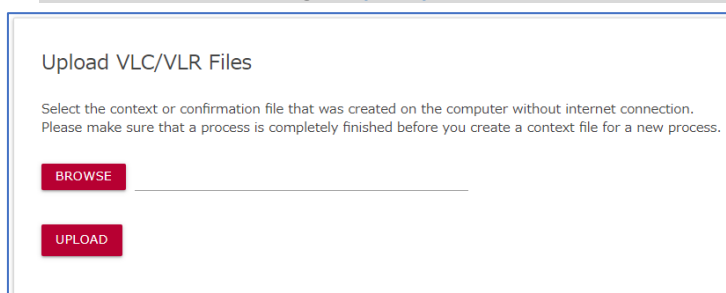 Upload VLC/VLR Files
Select the context or confirmation file that was created on the computer without internet connection.
Please make sure that a process is completely finished before you create a context file for a new process.
BROWSE
UPLOAD